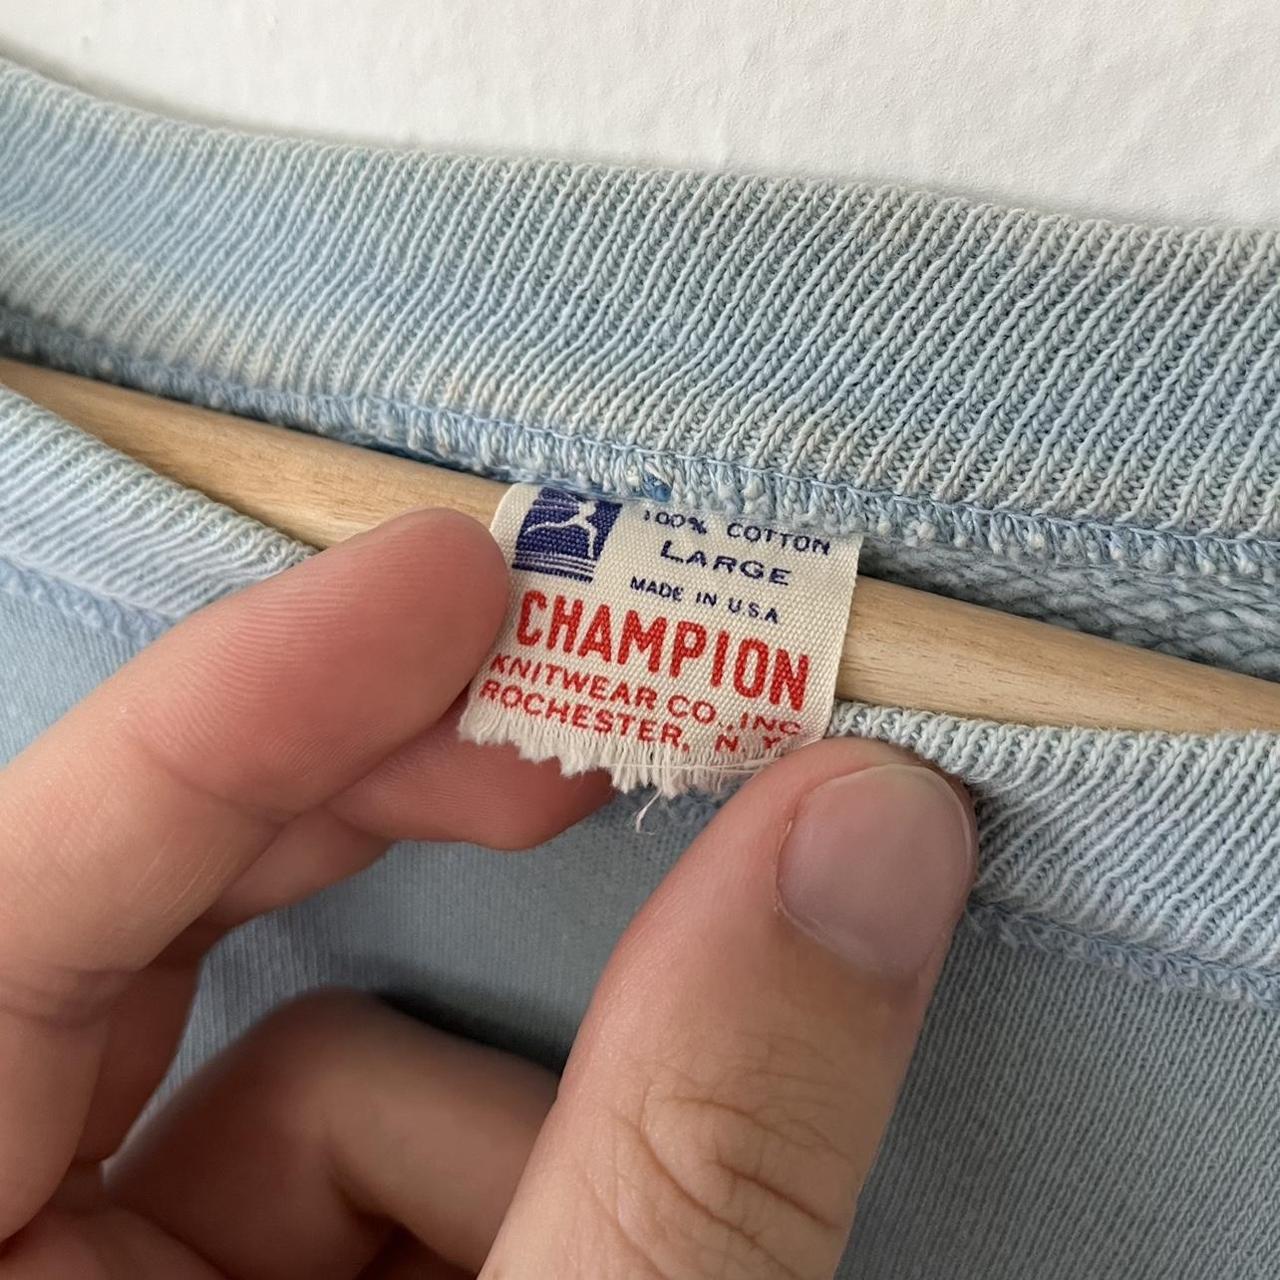 100% COTTON
LARGE
MADE IN U.S.A
CHAMPION
KNITWEAR CO., INC
ROCHESTER, N.Y.